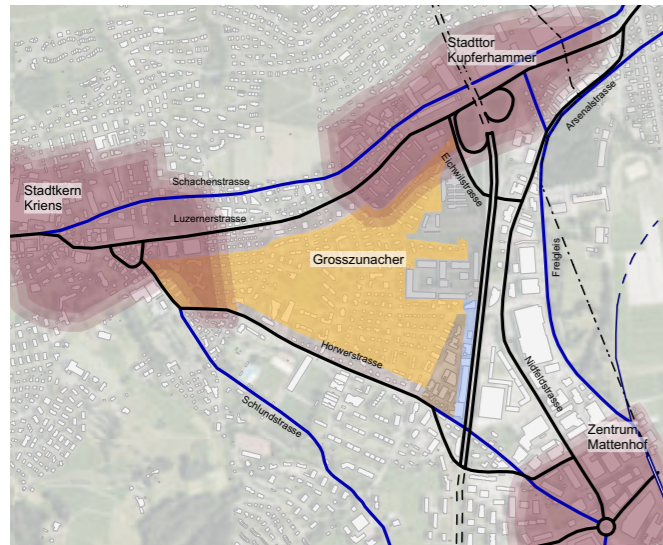 Stadttor
Kupferhammer
Arsenalstrasse
Eichwilstrasse
Stadtkern
Kriens
Schachenstrasse
Luzernerstrasse
Grosszunacher
Freigleis
Horwerstrasse
Nidfeldstrasse
Schlundstrasse
Zentrum
Mattenhof